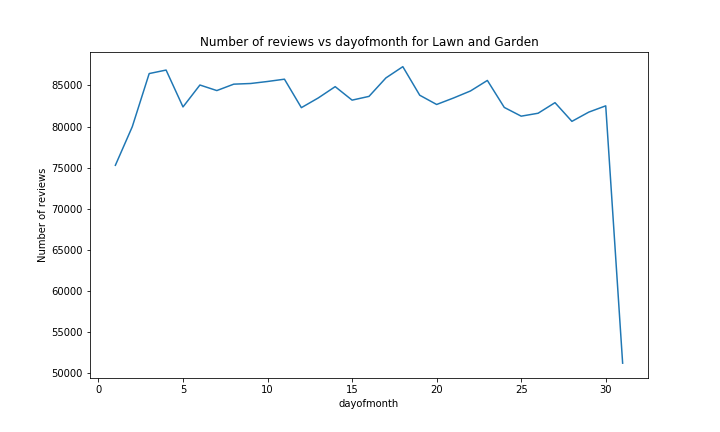 Number of reviews vs dayofmonth for Lawn and Garden
Number of reviews
85000
80000
75000
70000
65000
60000
55000
50000
0 5 10 15 20 25 30
dayofmonth